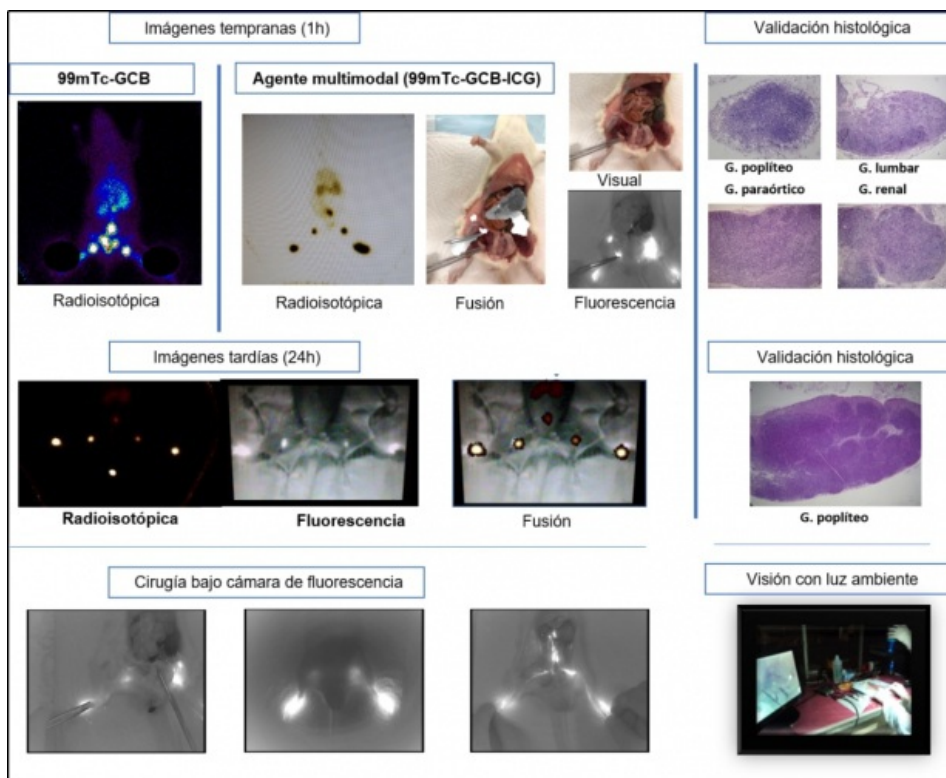 Imágenes tempranas (1h)
Validación histológica
99mTc-GCB
Agente multimodal (99mTc-GCB-ICG)
Visual
G. poplíteo
G. lumbar
G. paraórtico
G. renal
Radioisotópica
Radioisotópica
Fusión
Fluorescencia
Imágenes tardías (24h)
Validación histológica
Radioisotópica
Fluorescencia
Fusión
G. poplíteo
Cirugía bajo cámara de fluorescencia
Visión con luz ambiente